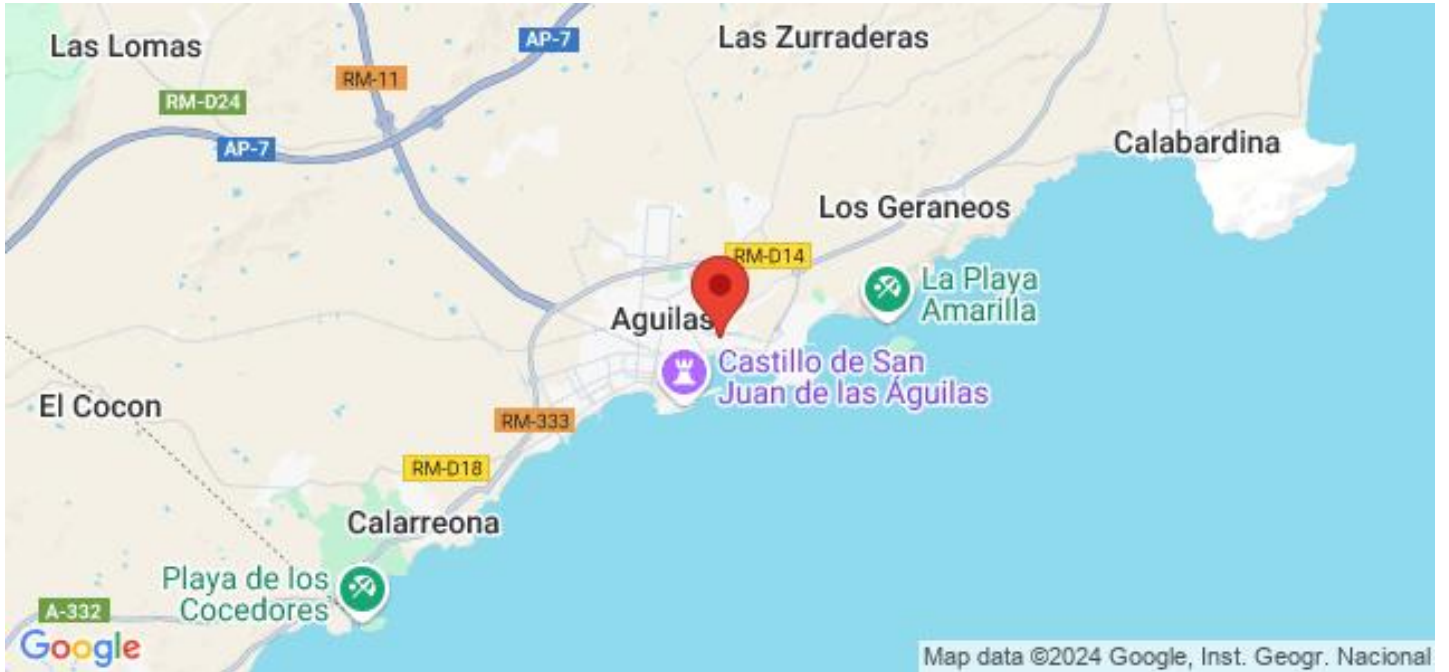 Las Lomas
AP-7
Las Zurraderas
RM-11
RM-D24
AP-7
Calabardina
Los Geraneos
RM-D14
La Playa
Amarilla
Aguilas
Castillo de San
Juan de las Águilas
El Cocon
RM-333
RM-D18
Calarreona
Playa de los
Cocedores
A-332
Google
Map data ©2024 Google, Inst. Geogr. Nacional